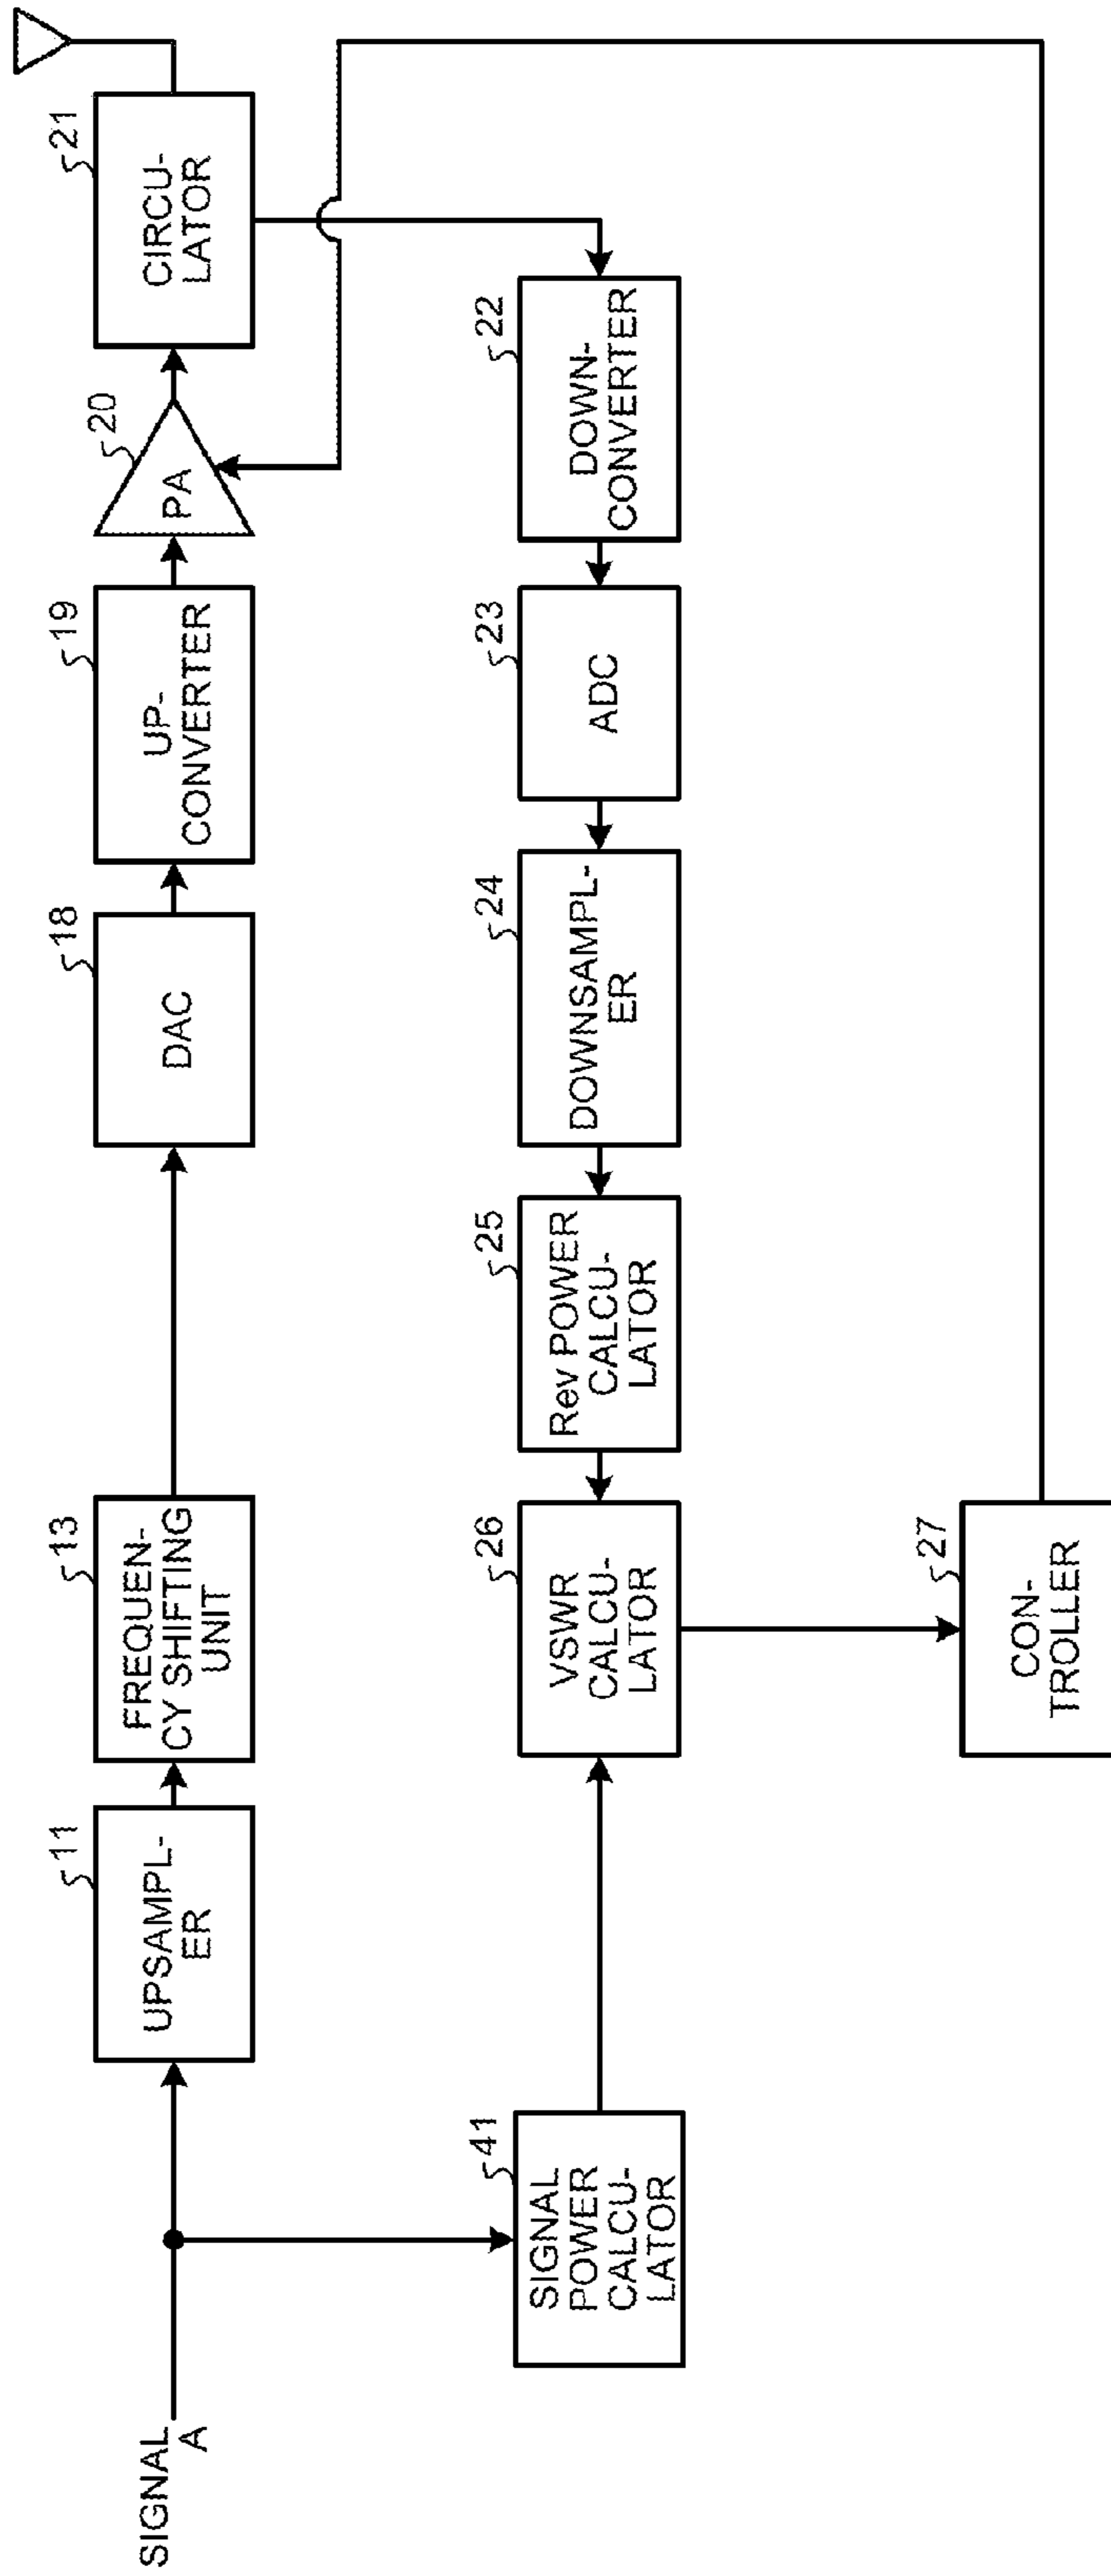 SIGNAL
A
11
UPSAMPL-
ER
13
FREQUEN-
CY SHIFTING
UNIT
18
DAC
19
UP-
CONVERTER
20
PA
21
CIRCU-
LATOR
41
SIGNAL
POWER
CALCU-
LATOR
26
VSWR
CALCU-
LATOR
25
Rev POWER
CALCU-
LATOR
24
DOWNSAMPL-
ER
23
ADC
22
DOWN-
CONVERTER
27
CON-
TROLLER